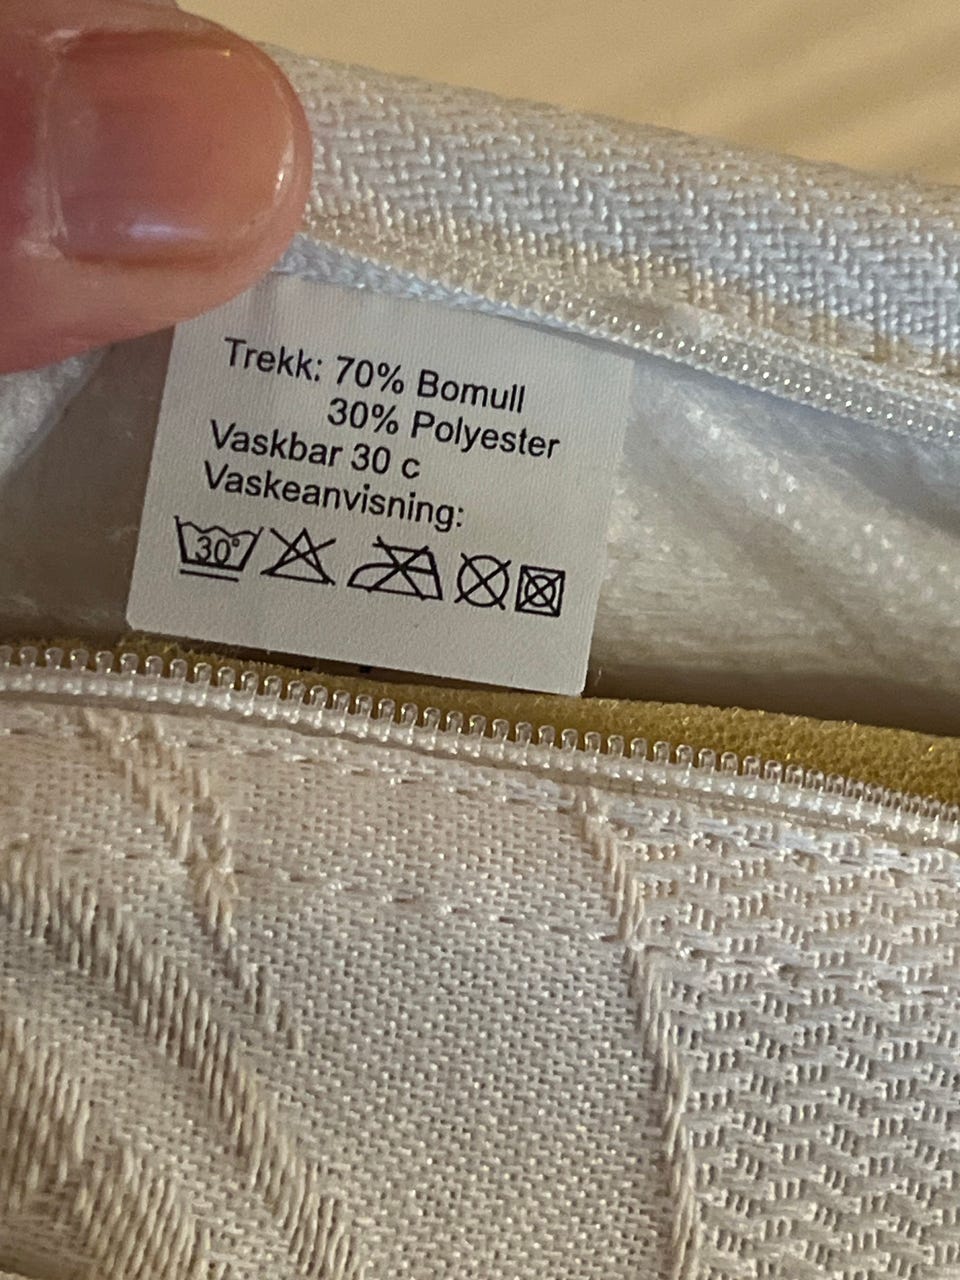 Trekk: 70% Bomull
30% Polyester
Vaskbar 30 c
Vaskeanvisning:
30°